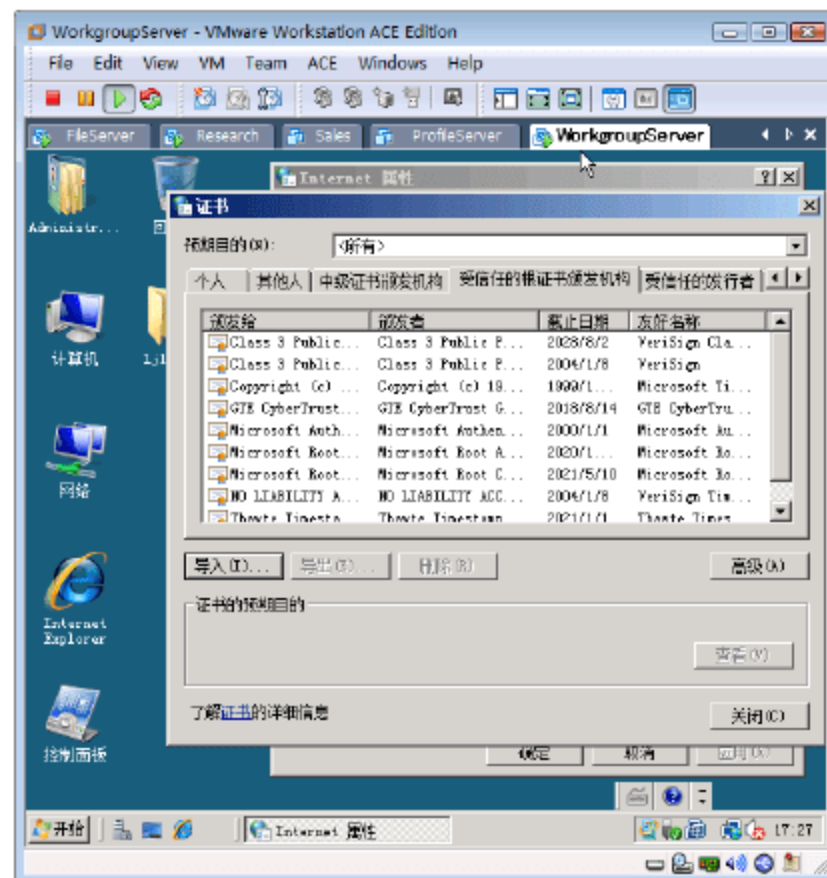 WorkgroupServer - VMware Workstation ACE Edition
File Edit View VM Team ACE Windows Help
FileServer Research Sales ProfileServer WorkgroupServer
Internet 属性
Administr...
证书
预期目的(N): <所有>
个人 其他人 中级证书颁发机构 受信任的根证书颁发机构 受信任的发行者
颁发给 颁发者 截止日期 友好名称
Class 3 Public... Class 3 Public P... 2028/8/2 VeriSign Cla...
Class 3 Public... Class 3 Public P... 2004/1/8 VeriSign
Copyright (c) ... Copyright (c) 19... 1999/1... Microsoft Ti...
GTE CyberTrust... GTE CyberTrust G... 2018/8/14 GTE CyberTru...
Microsoft Auth... Microsoft Authen... 2000/1/1 Microsoft Au...
Microsoft Root... Microsoft Root A... 2020/1... Microsoft Ro...
Microsoft Root... Microsoft Root C... 2021/5/10 Microsoft Ro...
NO LIABILITY A... NO LIABILITY ACC... 2004/1/8 VeriSign Tim...
Thawte Timesta... Thawte Timestamp... 2021/1/1 Thawte Times...
计算机
网络
导入(I)... 导出(E)... 删除(R) 高级(A)
证书的预期目的
查看(V)
Internet
Explorer
了解证书的详细信息
关闭(C)
控制面板
确定 取消 应用(A)
开始 Internet 属性 17:27